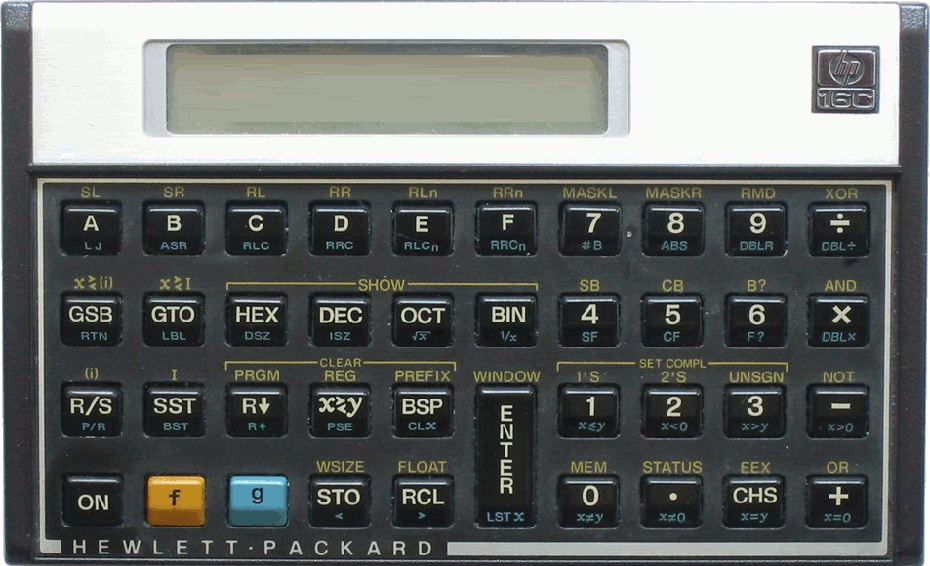 hp
16C
SL SR RL RR RLn RRn MASKL MASKR RMD XOR
A B C D E F 7 8 9 ÷
LJ ASR RLC RRC RLCn RRCn #B ABS DBLR DBL÷
x≷(i) x≷I SHOW SB CB B? AND
GSB GTO HEX DEC OCT BIN 4 5 6 ×
RTN LBL DSZ ISZ √x 1/x SF CF F? DBL×
CLEAR SET COMPL
(i) I PRGM REG PREFIX WINDOW 1'S 2'S UNSGN NOT
R/S SST R↓ x≷y BSP ENTER 1 2 3 −
P/R BST R↑ PSE CLx x≤y x<0 x>y x>0
WSIZE FLOAT MEM STATUS EEX OR
ON f g STO RCL 0 · CHS +
< > LST x x≠y x≠0 x=y x=0
HEWLETT·PACKARD